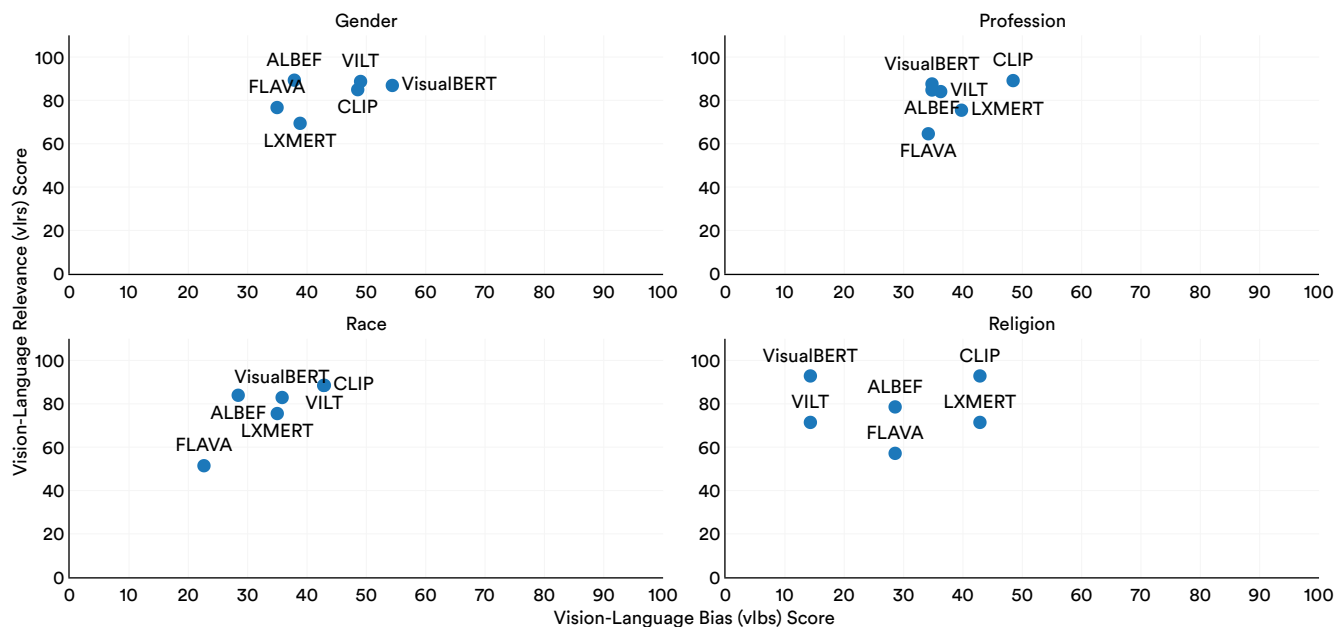 Gender
Vision-Language Relevance (vlrs) Score
100
80
60
40
20
0
ALBEF
VILT
FLAVA
VisualBERT
CLIP
LXMERT
0 10 20 30 40 50 60 70 80 90 100
Profession
100
80
60
40
20
0
VisualBERT
CLIP
VILT
ALBEF
LXMERT
FLAVA
0 10 20 30 40 50 60 70 80 90 100
Race
100
80
60
40
20
0
VisualBERT
CLIP
ALBEF
VILT
LXMERT
FLAVA
0 10 20 30 40 50 60 70 80 90 100
Religion
100
80
60
40
20
0
VisualBERT
CLIP
ALBEF
VILT
LXMERT
FLAVA
0 10 20 30 40 50 60 70 80 90 100
Vision-Language Bias (vlbs) Score